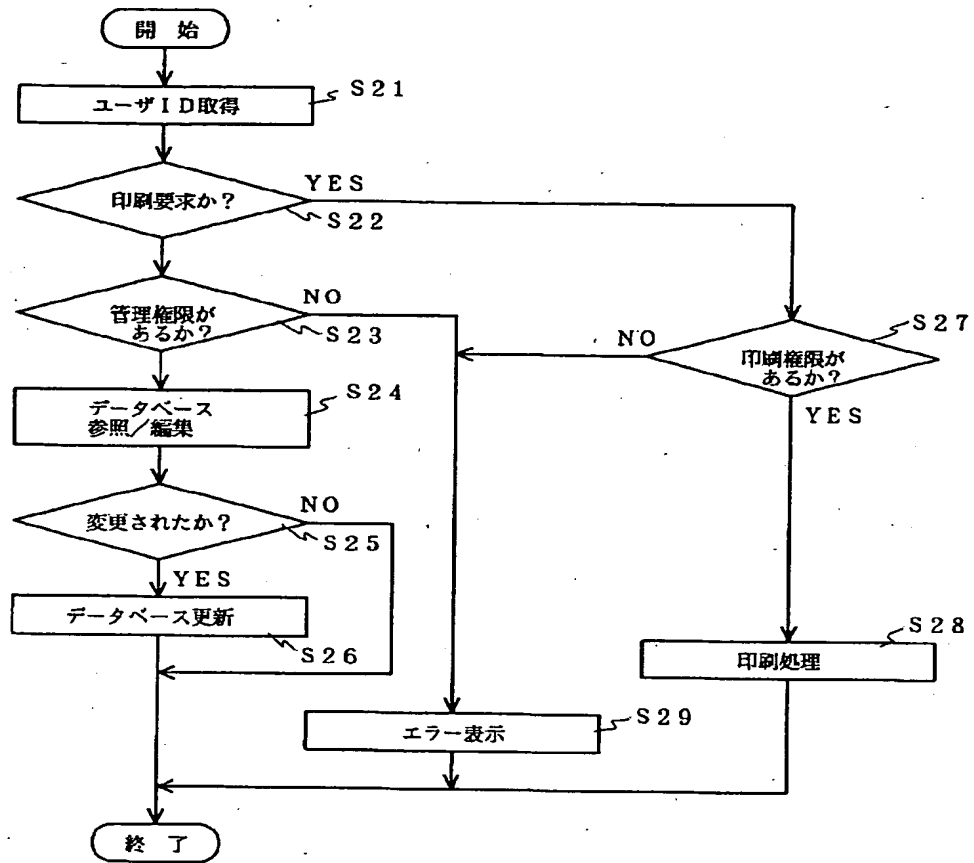 開 始
S21
ユーザID取得
YES
印刷要求か?
S22
NO
管理権限が
あるか?
S23
S27
NO
印刷権限が
あるか?
YES
S24
データベース
参照/編集
NO
変更されたか?
S25
YES
データベース更新
S26
S28
印刷処理
S29
エラー表示
終 了